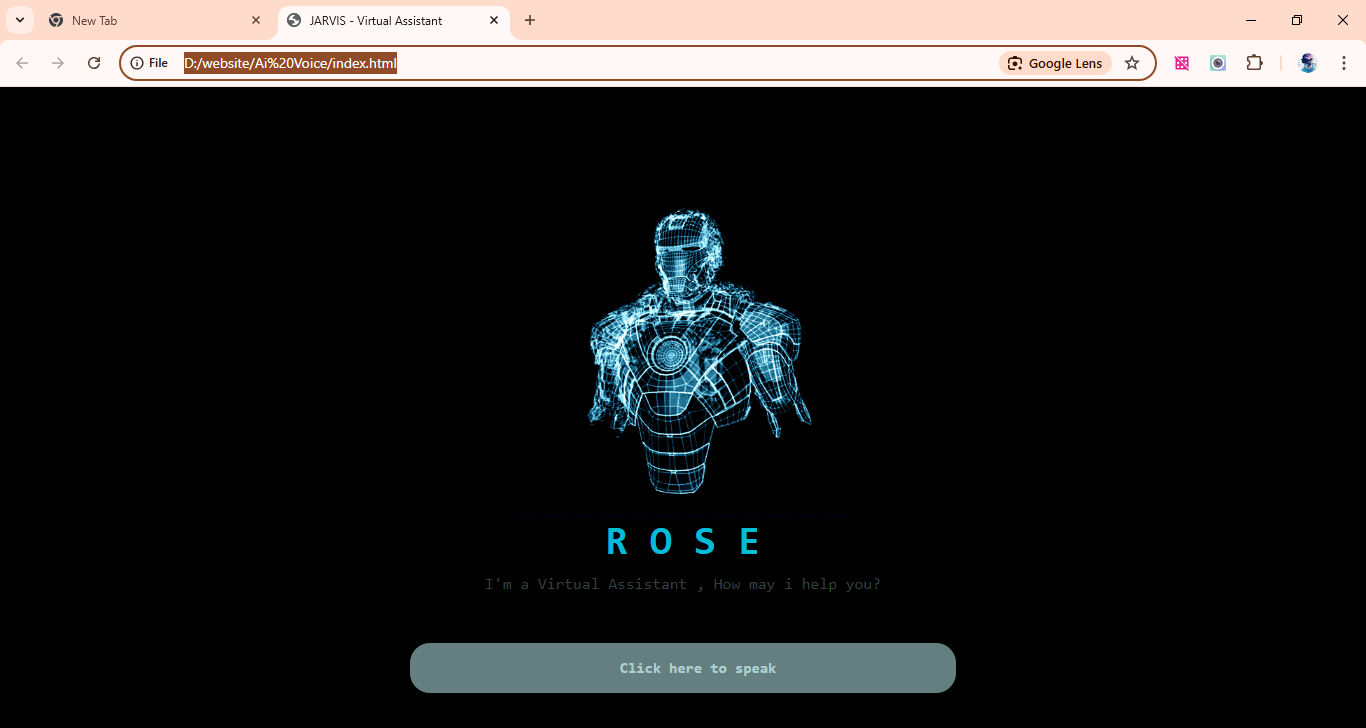 New Tab
JARVIS - Virtual Assistant
File
D:/website/Ai%20Voice/index.html
Google Lens
R O S E
I'm a Virtual Assistant , How may i help you?
Click here to speak